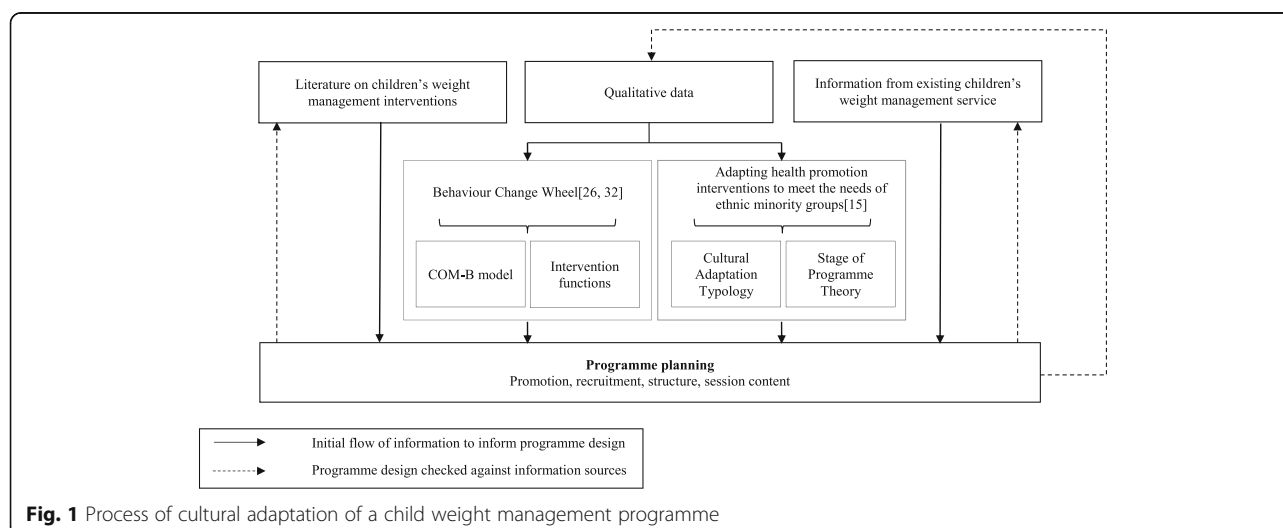 Literature on children's weight
management interventions
Qualitative data
Information from existing children's
weight management service
Behaviour Change Wheel[26, 32]
COM-B model
Intervention
functions
Adapting health promotion
interventions to meet the needs of
ethnic minority groups[15]
Cultural
Adaptation
Typology
Stage of
Programme
Theory
Programme planning
Promotion, recruitment, structure, session content
Initial flow of information to inform programme design
Programme design checked against information sources
Fig. 1 Process of cultural adaptation of a child weight management programme